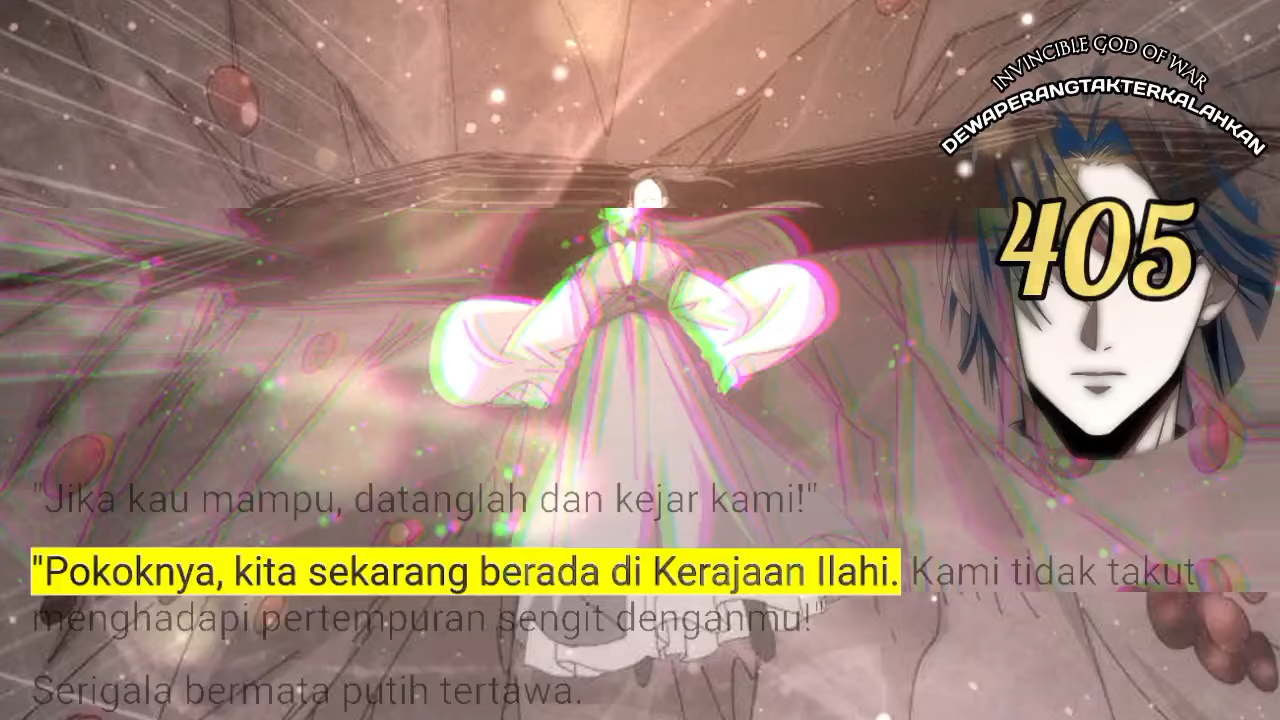 INVINCIBLE GOD OF WAR
DEWAPERANGTAKTERKALAHKAN
405
"Jika kau mampu, datanglah dan kejar kami!"
"Pokoknya, kita sekarang berada di Kerajaan Ilahi. Kami tidak takut
menghadapi pertempuran sengit denganmu!"
Serigala bermata putih tertawa.